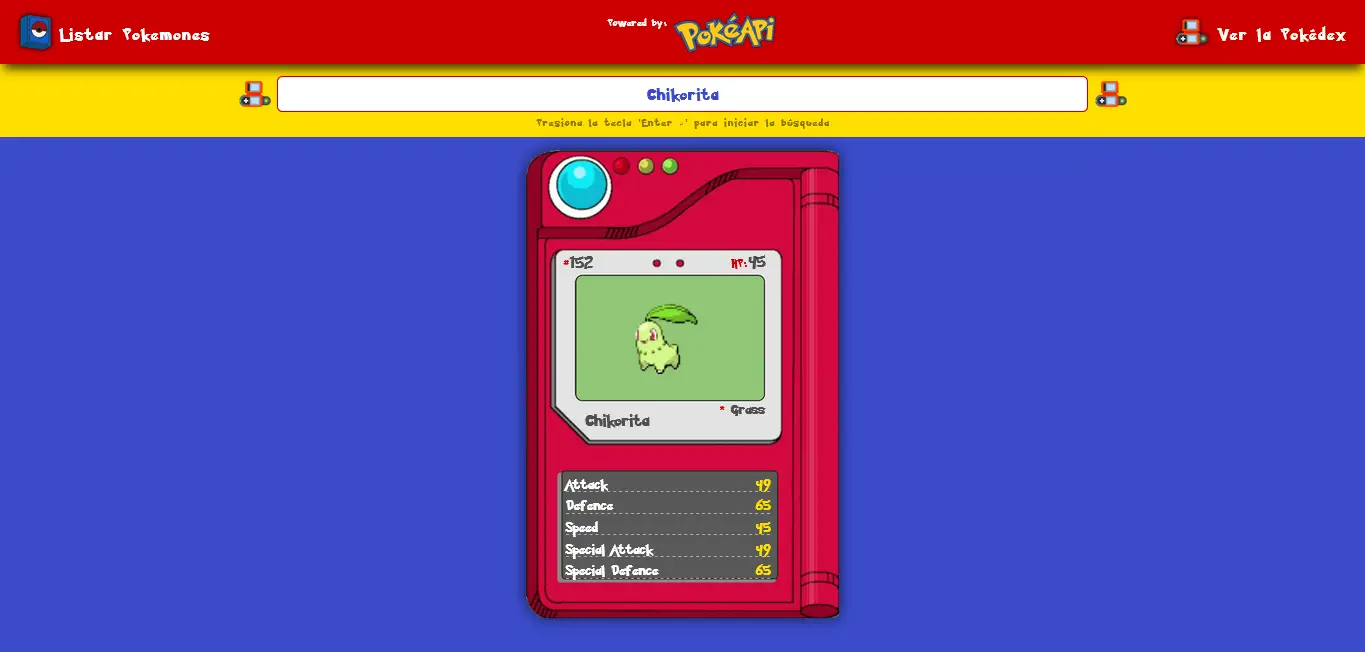 Listar Pokemones
Powered by:
PokéApi
Ver la Pokédex
Chikorita
Presiona la tecla 'Enter ↵' para iniciar la búsqueda
#152
HP:45
* Grass
Chikorita
Attack 49
Defence 65
Speed 45
Special Attack 49
Special Defence 65